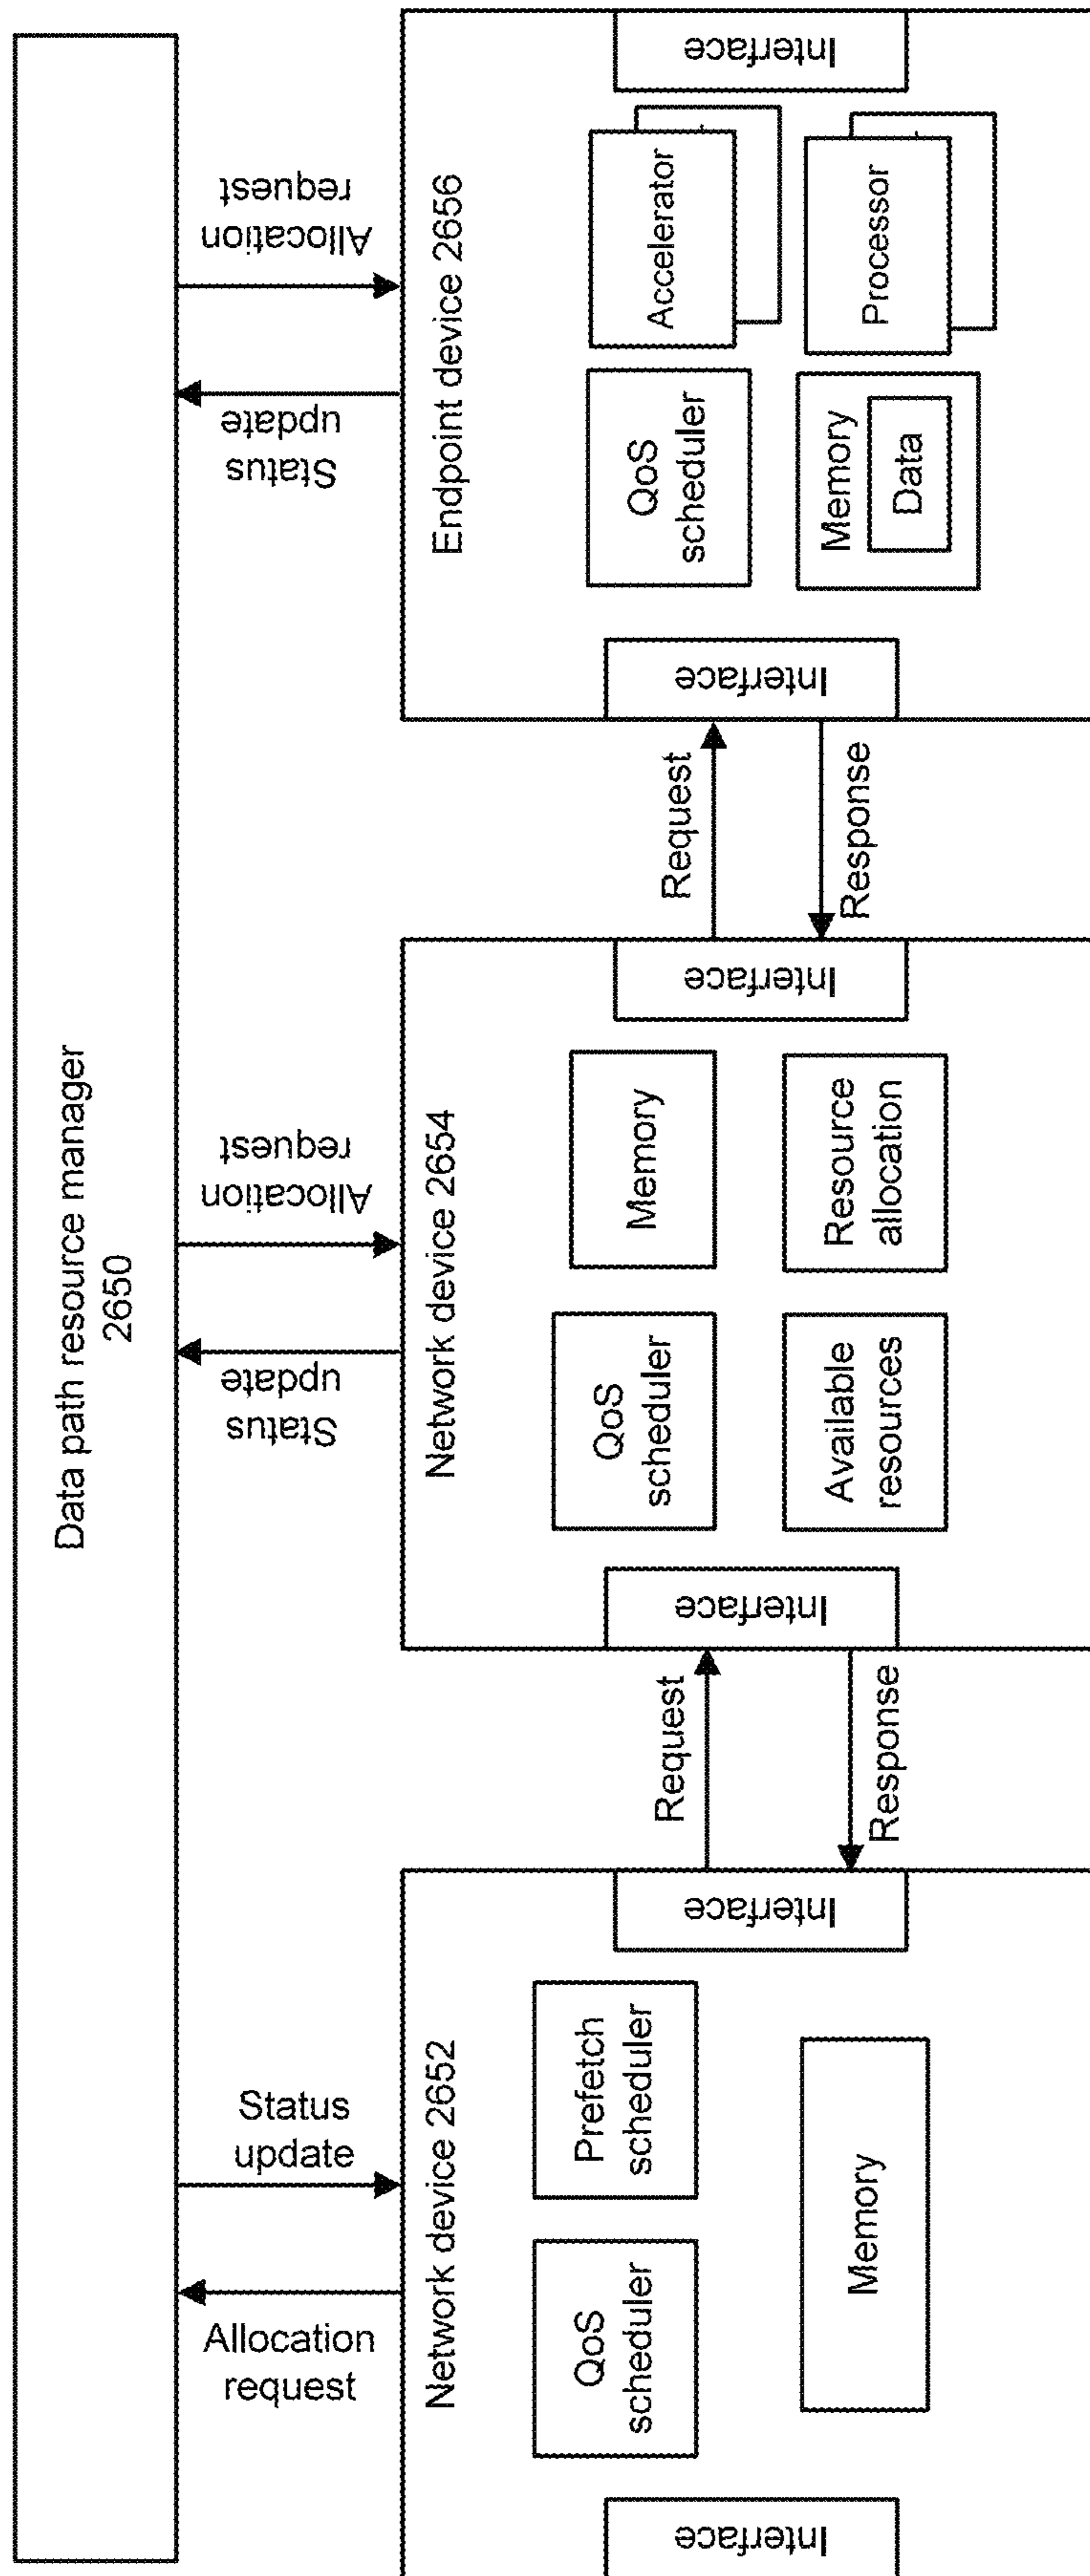 Data path resource manager
2650
Allocation
request
Status
update
Status
update
Allocation
request
Status
update
Allocation
request
Network device 2652
Interface
QoS
scheduler
Prefetch
scheduler
Memory
Interface
Request
Response
Network device 2654
Interface
QoS
scheduler
Memory
Available
resources
Resource
allocation
Interface
Request
Response
Endpoint device 2656
Interface
QoS
scheduler
Accelerator
Memory
Data
Processor
Interface